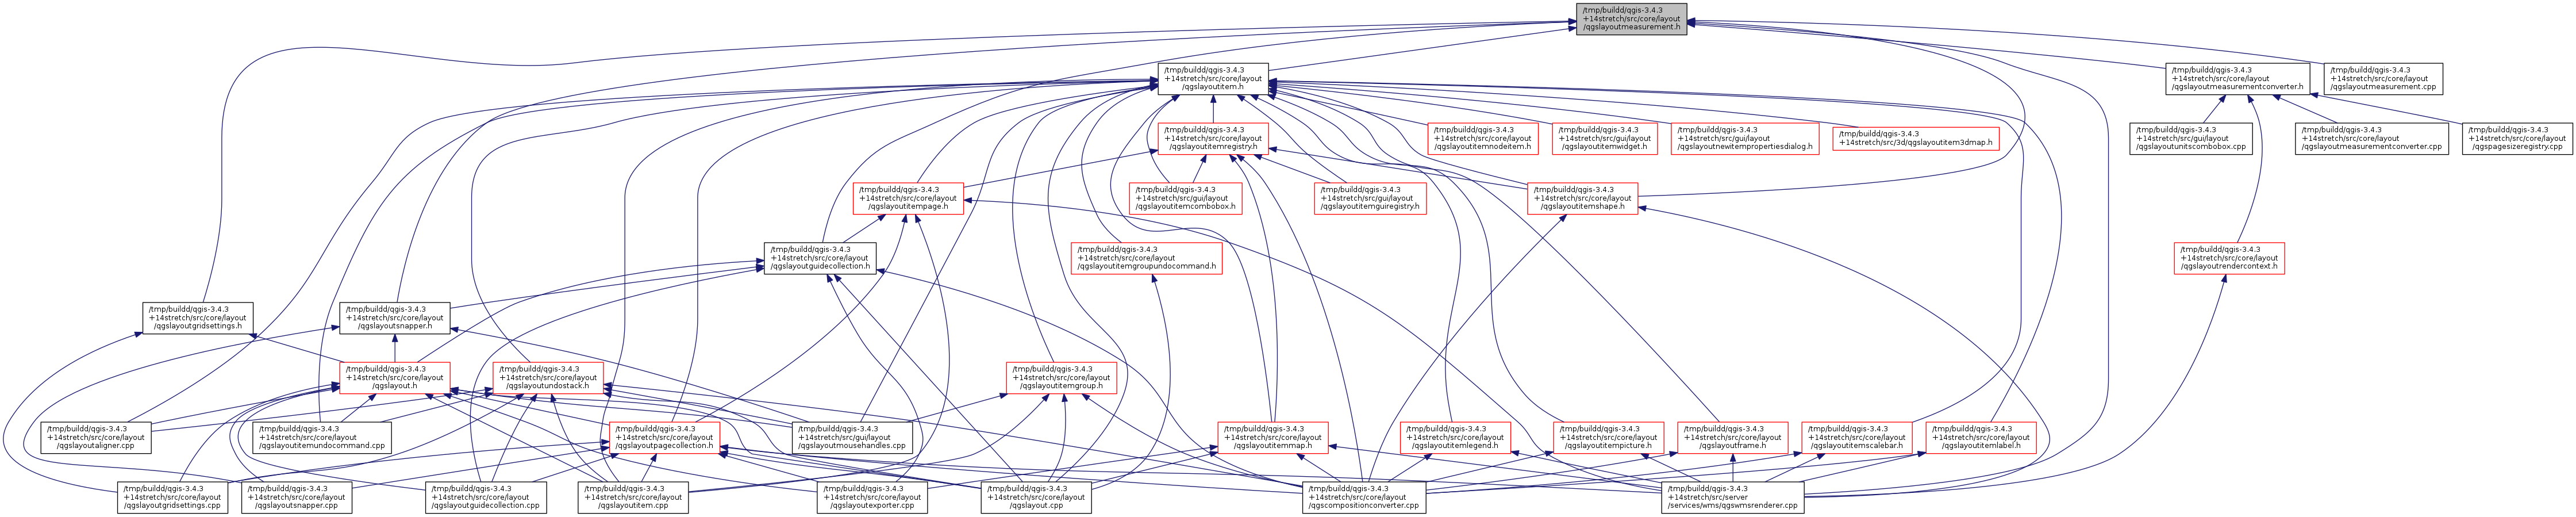 /tmp/buildd/qgis-3.4.3
+14stretch/src/core/layout
/qgslayoutmeasurement.h
/tmp/buildd/qgis-3.4.3
+14stretch/src/core/layout
/qgslayoutitem.h
/tmp/buildd/qgis-3.4.3
+14stretch/src/core/layout
/qgslayoutmeasurementconverter.h
/tmp/buildd/qgis-3.4.3
+14stretch/src/core/layout
/qgslayoutmeasurement.cpp
/tmp/buildd/qgis-3.4.3
+14stretch/src/core/layout
/qgslayoutitemregistry.h
/tmp/buildd/qgis-3.4.3
+14stretch/src/core/layout
/qgslayoutitemnodeitem.h
/tmp/buildd/qgis-3.4.3
+14stretch/src/gui/layout
/qgslayoutitemwidget.h
/tmp/buildd/qgis-3.4.3
+14stretch/src/gui/layout
/qgslayoutnewitempropertiesdialog.h
/tmp/buildd/qgis-3.4.3
+14stretch/src/3d/qgslayoutitem3dmap.h
/tmp/buildd/qgis-3.4.3
+14stretch/src/gui/layout
/qgslayoutunitscombobox.cpp
/tmp/buildd/qgis-3.4.3
+14stretch/src/core/layout
/qgslayoutmeasurementconverter.cpp
/tmp/buildd/qgis-3.4.3
+14stretch/src/core/layout
/qgspagesizeregistry.cpp
/tmp/buildd/qgis-3.4.3
+14stretch/src/core/layout
/qgslayoutitempage.h
/tmp/buildd/qgis-3.4.3
+14stretch/src/gui/layout
/qgslayoutitemcombobox.h
/tmp/buildd/qgis-3.4.3
+14stretch/src/gui/layout
/qgslayoutitemguiregistry.h
/tmp/buildd/qgis-3.4.3
+14stretch/src/core/layout
/qgslayoutitemshape.h
/tmp/buildd/qgis-3.4.3
+14stretch/src/core/layout
/qgslayoutguidecollection.h
/tmp/buildd/qgis-3.4.3
+14stretch/src/core/layout
/qgslayoutitemgroupundocommand.h
/tmp/buildd/qgis-3.4.3
+14stretch/src/core/layout
/qgslayoutrendercontext.h
/tmp/buildd/qgis-3.4.3
+14stretch/src/core/layout
/qgslayoutgridsettings.h
/tmp/buildd/qgis-3.4.3
+14stretch/src/core/layout
/qgslayoutsnapper.h
/tmp/buildd/qgis-3.4.3
+14stretch/src/core/layout
/qgslayout.h
/tmp/buildd/qgis-3.4.3
+14stretch/src/core/layout
/qgslayoutundostack.h
/tmp/buildd/qgis-3.4.3
+14stretch/src/core/layout
/qgslayoutitemgroup.h
/tmp/buildd/qgis-3.4.3
+14stretch/src/core/layout
/qgslayoutaligner.cpp
/tmp/buildd/qgis-3.4.3
+14stretch/src/core/layout
/qgslayoutitemundocommand.cpp
/tmp/buildd/qgis-3.4.3
+14stretch/src/core/layout
/qgslayoutpagecollection.h
/tmp/buildd/qgis-3.4.3
+14stretch/src/gui/layout
/qgslayoutmousehandles.cpp
/tmp/buildd/qgis-3.4.3
+14stretch/src/core/layout
/qgslayoutitemmap.h
/tmp/buildd/qgis-3.4.3
+14stretch/src/core/layout
/qgslayoutitemlegend.h
/tmp/buildd/qgis-3.4.3
+14stretch/src/core/layout
/qgslayoutitempicture.h
/tmp/buildd/qgis-3.4.3
+14stretch/src/core/layout
/qgslayoutframe.h
/tmp/buildd/qgis-3.4.3
+14stretch/src/core/layout
/qgslayoutitemscalebar.h
/tmp/buildd/qgis-3.4.3
+14stretch/src/core/layout
/qgslayoutitemlabel.h
/tmp/buildd/qgis-3.4.3
+14stretch/src/core/layout
/qgslayoutgridsettings.cpp
/tmp/buildd/qgis-3.4.3
+14stretch/src/core/layout
/qgslayoutsnapper.cpp
/tmp/buildd/qgis-3.4.3
+14stretch/src/core/layout
/qgslayoutguidecollection.cpp
/tmp/buildd/qgis-3.4.3
+14stretch/src/core/layout
/qgslayoutitem.cpp
/tmp/buildd/qgis-3.4.3
+14stretch/src/core/layout
/qgslayoutexporter.cpp
/tmp/buildd/qgis-3.4.3
+14stretch/src/core/layout
/qgslayout.cpp
/tmp/buildd/qgis-3.4.3
+14stretch/src/core/layout
/qgscompositionconverter.cpp
/tmp/buildd/qgis-3.4.3
+14stretch/src/server
/services/wms/qgswmsrenderer.cpp